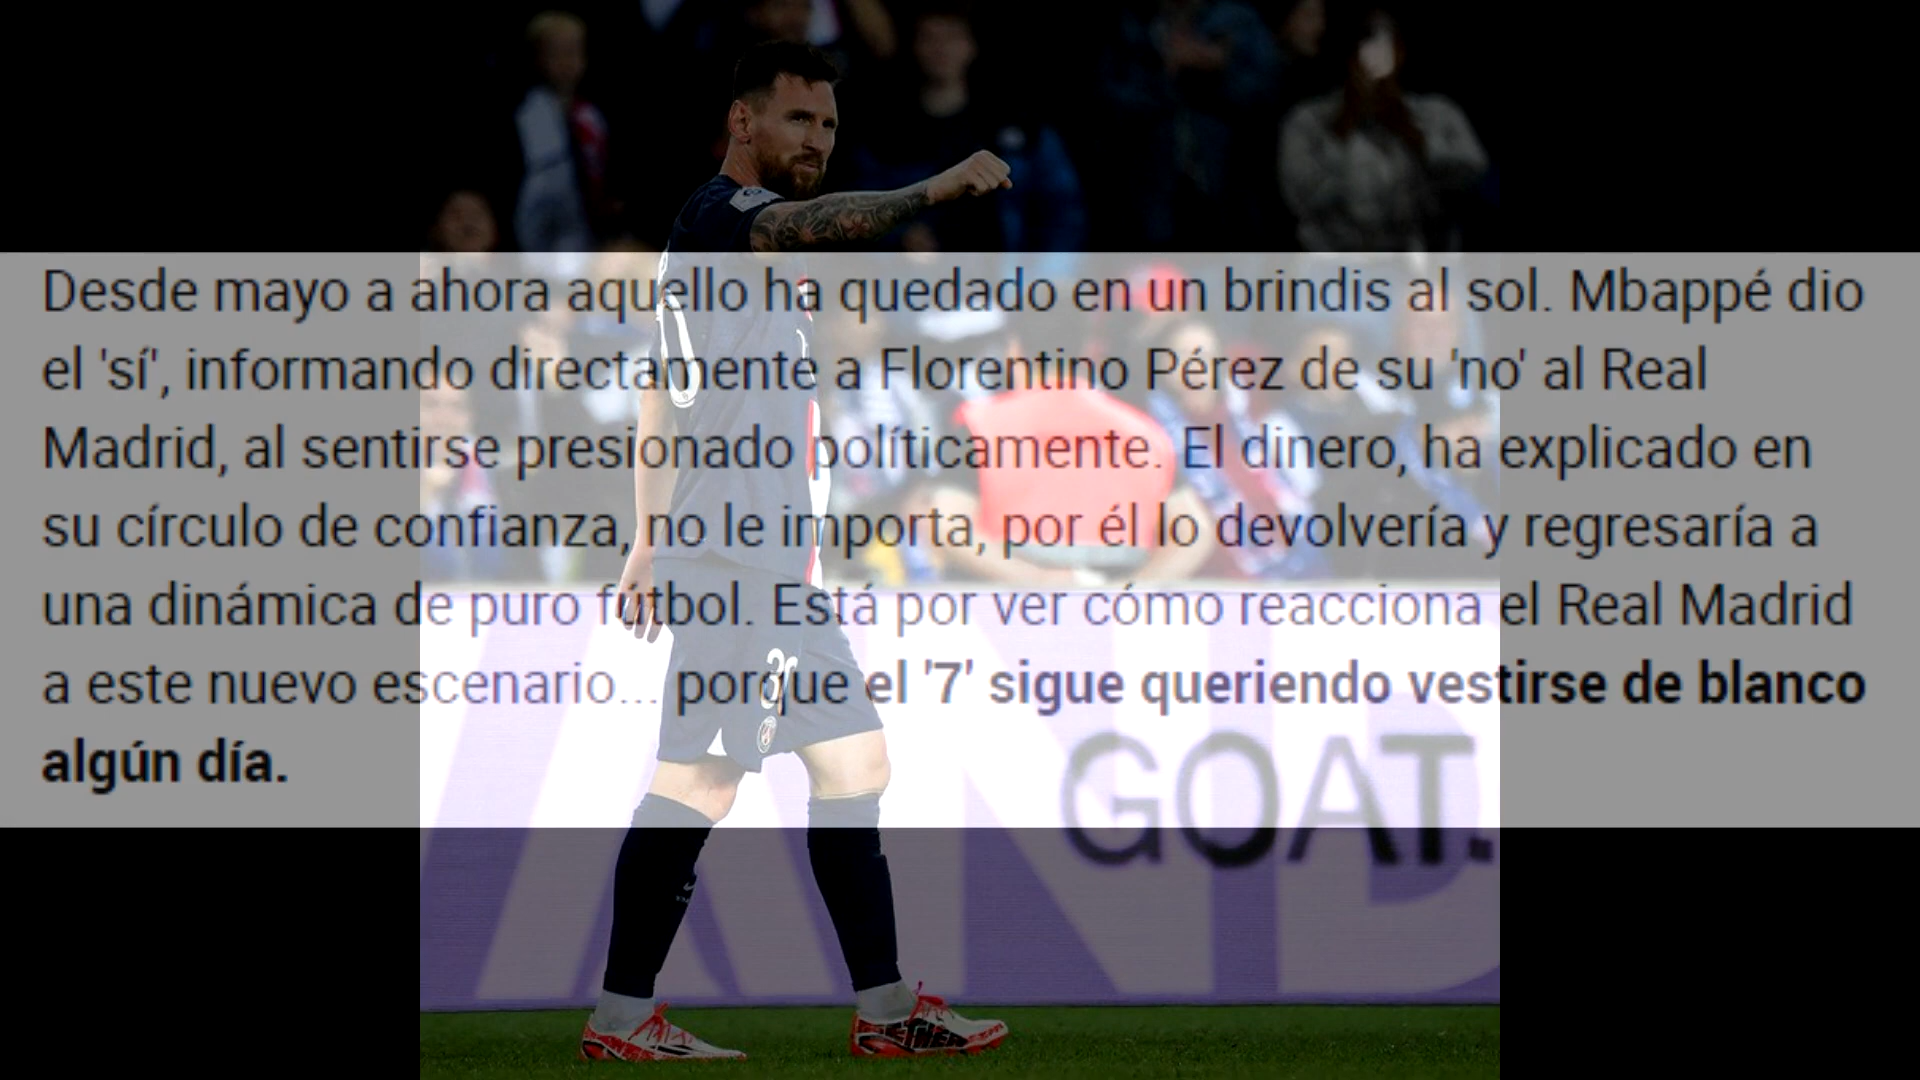 Desde mayo a ahora aquello ha quedado en un brindis al sol. Mbappé dio
el 'sí', informando directamente a Florentino Pérez de su 'no' al Real
Madrid, al sentirse presionado políticamente. El dinero, ha explicado en
su círculo de confianza, no le importa, por él lo devolvería y regresaría a
una dinámica de puro fútbol. Está por ver cómo reacciona el Real Madrid
a este nuevo escenario... porque el '7' sigue queriendo vestirse de blanco
algún día.
30
GOAT.